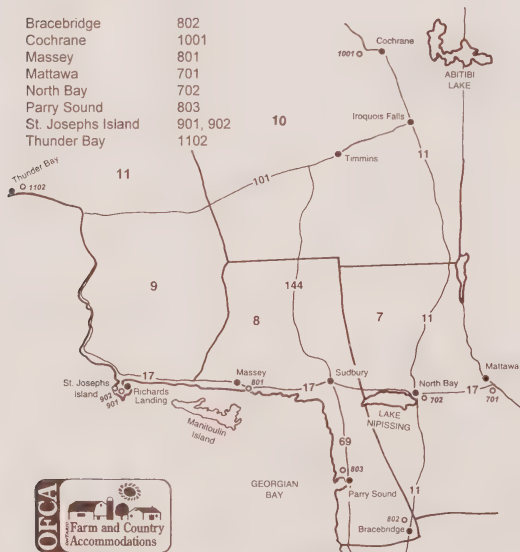 Bracebridge 802
Cochrane 1001
Massey 801
Mattawa 701
North Bay 702
Parry Sound 803
St. Josephs Island 901, 902
Thunder Bay 1102
1001
Cochrane
ABITIBI
LAKE
10
Iroquois Falls
Timmins
11
11
Thunder Bay
1102
101
9
144
8
7
11
17
Massey
801
17
Sudbury
North Bay
702
17
Mattawa
701
St. Josephs
Island
902
901
Richards
Landing
Manitoulin
Island
LAKE
NIPISSING
69
803
GEORGIAN
BAY
Parry Sound
11
802
Bracebridge
OFCA
ONTARIO
Farm and Country
Accommodations